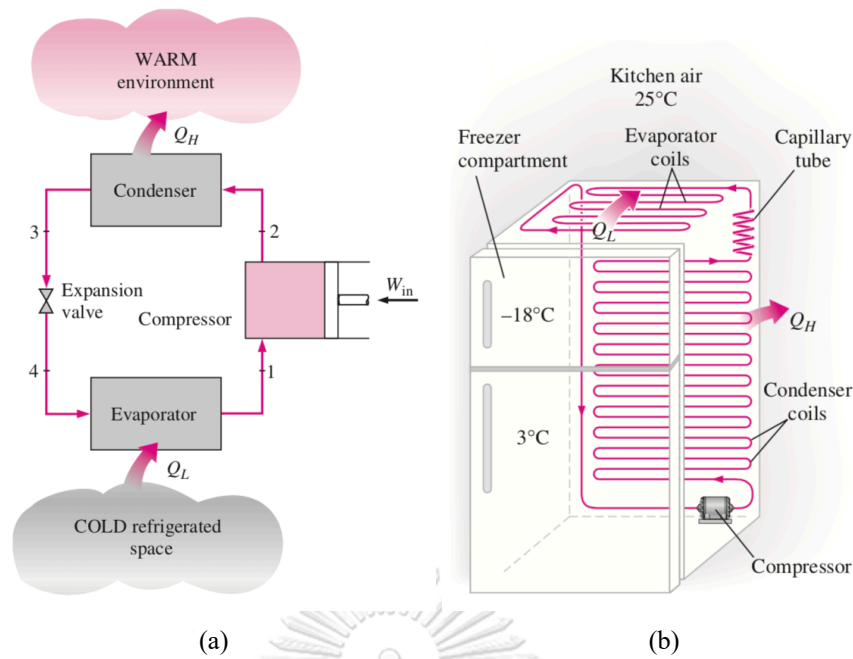 WARM
environment
Q_H
Condenser
3
2
Expansion
valve
Compressor
W_in
4
1
Evaporator
Q_L
COLD refrigerated
space
(a)
Kitchen air
25°C
Freezer
compartment
Evaporator
coils
Capillary
tube
Q_L
–18°C
Q_H
3°C
Condenser
coils
Compressor
(b)